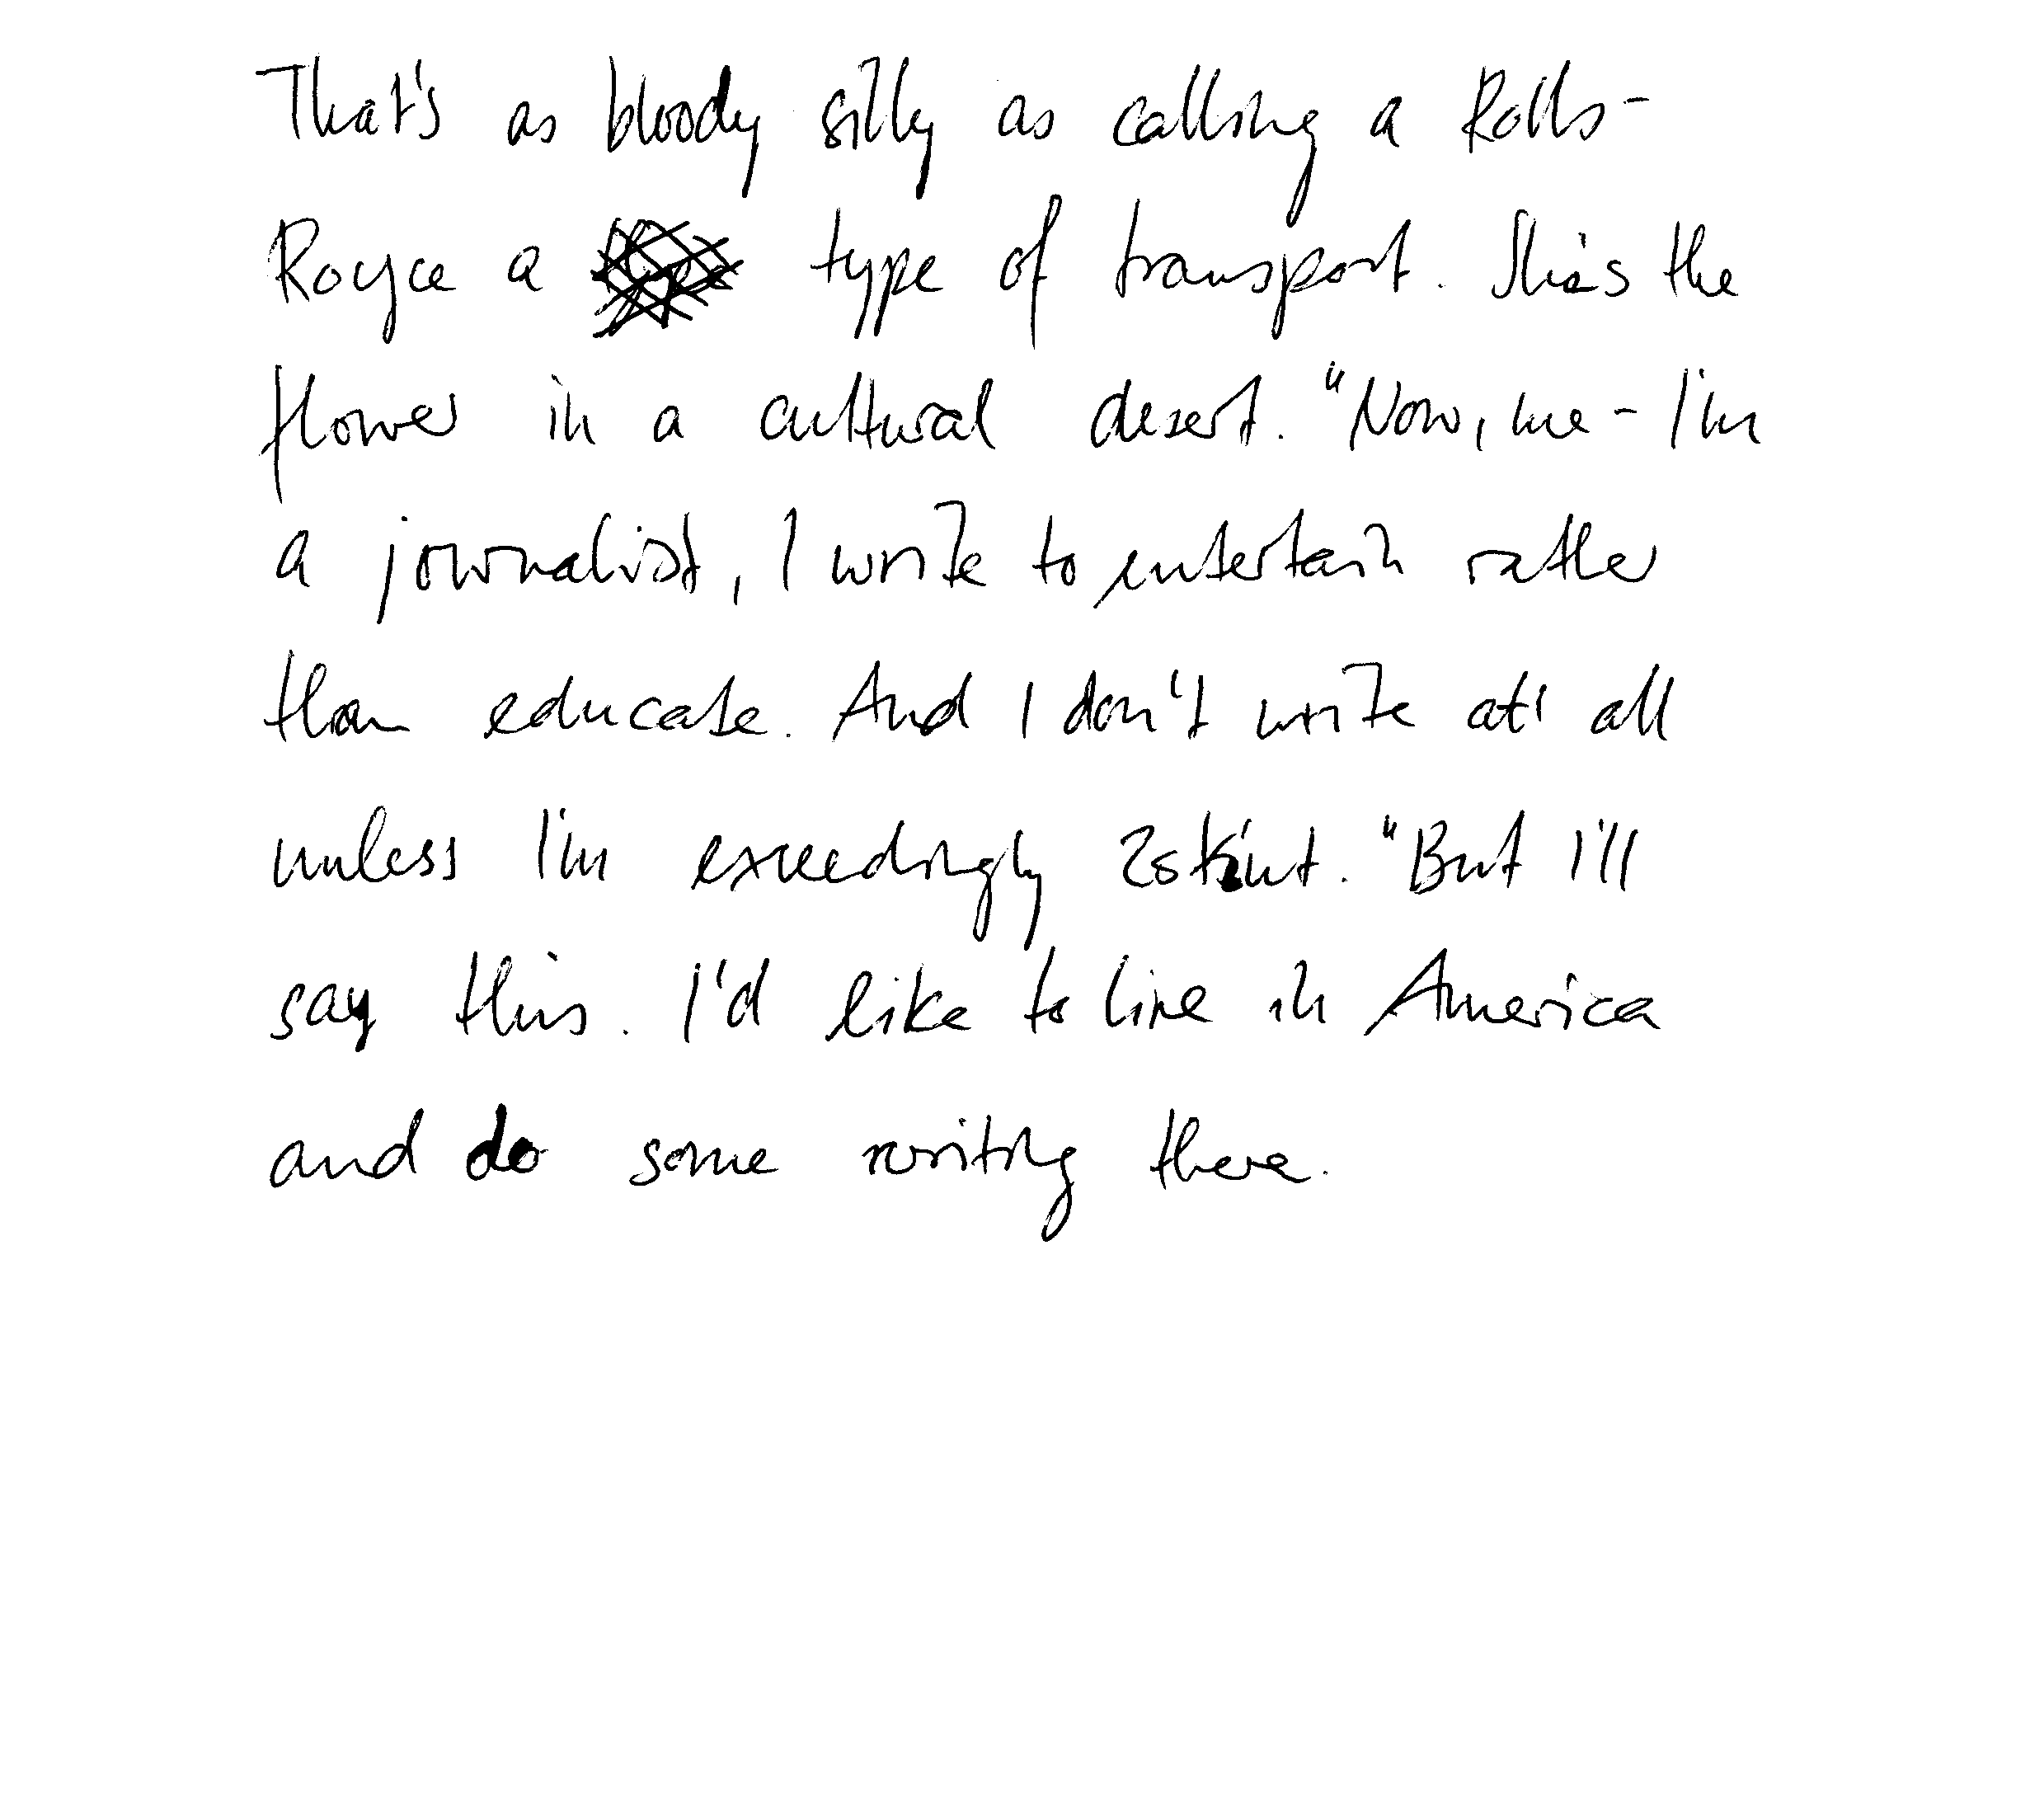 That's as bloody silly as calling a Rolls-
Royce a type of transport. She's the
flower in a cultural desert. "Now, me - I'm
a journalist, I write to entertain rather
than educate. And I don't write at all
unless I'm exceedingly skint. "But I'll
say this. I'd like to live in America
and do some writing there.